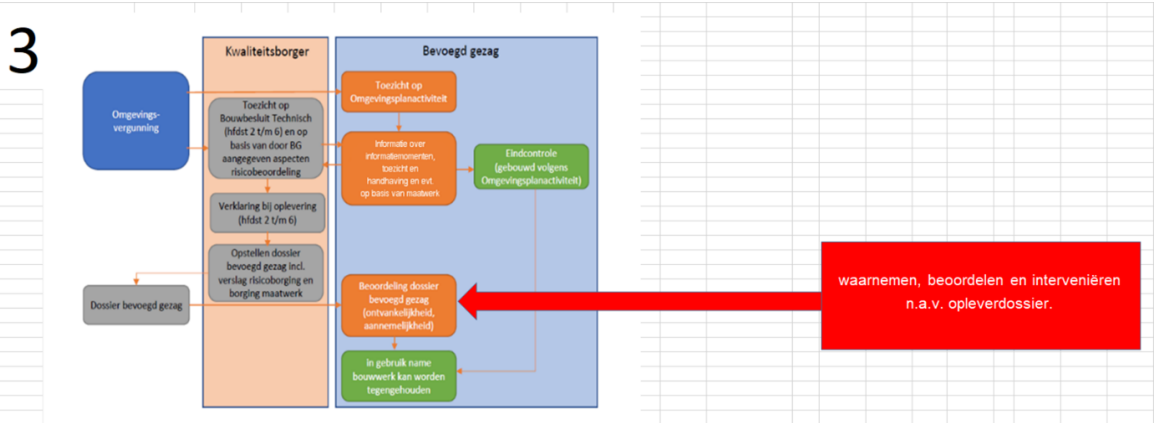 3
Kwaliteitsborger
Bevoegd gezag
Omgevings-
vergunning
Toezicht op
Bouwbesluit Technisch
(hfdst 2 t/m 6) en op
basis van door BG
aangegeven aspecten
risicobeoordeling
Toezicht op
Omgevingsplanactiviteit
Informatie over
informatiemomenten,
toezicht en
handhaving en evt.
op basis van maatwerk
Eindcontrole
(gebouwd volgens
Omgevingsplanactiviteit)
Verklaring bij oplevering
(hfdst 2 t/m 6)
Opstellen dossier
bevoegd gezag incl.
verslag risicoborging en
borging maatwerk
Dossier bevoegd gezag
Beoordeling dossier
bevoegd gezag
(ontvankelijkheid,
aannemelijkheid)
in gebruik name
bouwwerk kan worden
tegengehouden
waarnemen, beoordelen en interveniëren
n.a.v. opleverdossier.